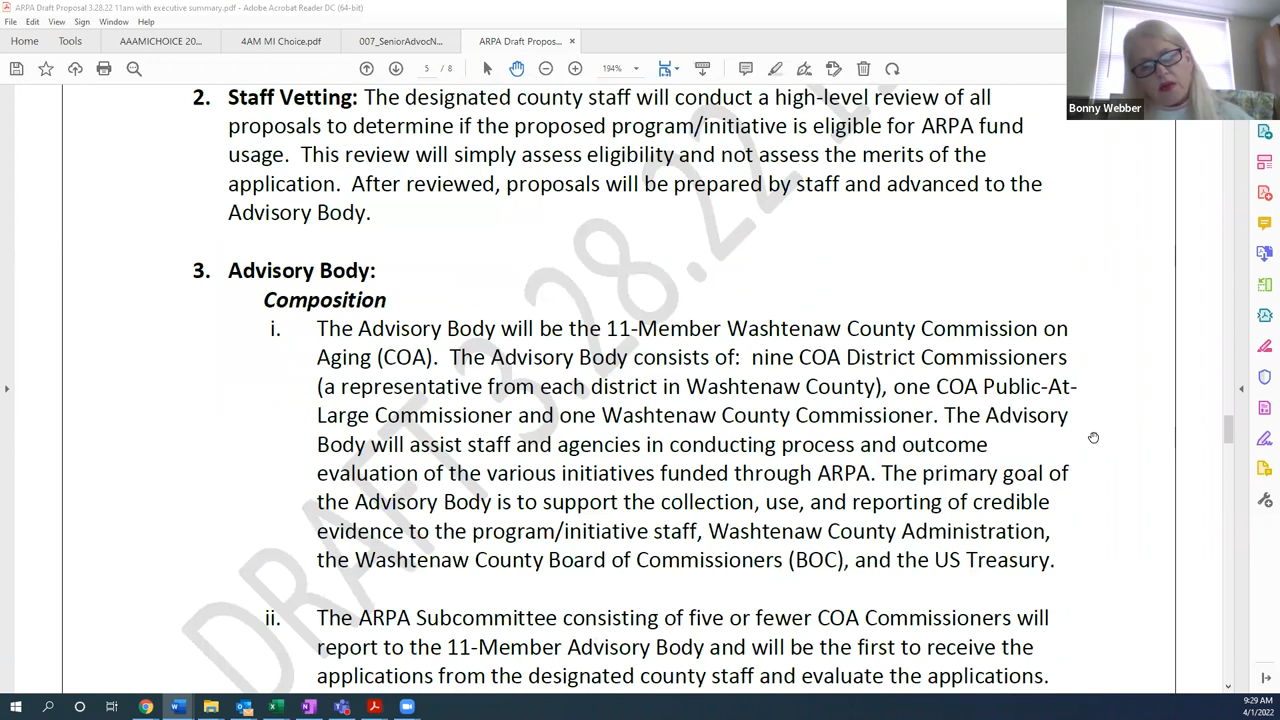 ARPA Draft Proposal 3.28.22 11am with executive summary.pdf - Adobe Acrobat Reader DC (64-bit)
File Edit View Sign Window Help
Home Tools AAAMICHOICE 20... 4AM MI Choice.pdf 007_SeniorAdvocN... ARPA Draft Propos... ×
5 / 8 194%
Bonny Webber
2. Staff Vetting: The designated county staff will conduct a high-level review of all
proposals to determine if the proposed program/initiative is eligible for ARPA fund
usage. This review will simply assess eligibility and not assess the merits of the
application. After reviewed, proposals will be prepared by staff and advanced to the
Advisory Body.
3. Advisory Body:
Composition
i. The Advisory Body will be the 11-Member Washtenaw County Commission on
Aging (COA). The Advisory Body consists of: nine COA District Commissioners
(a representative from each district in Washtenaw County), one COA Public-At-
Large Commissioner and one Washtenaw County Commissioner. The Advisory
Body will assist staff and agencies in conducting process and outcome
evaluation of the various initiatives funded through ARPA. The primary goal of
the Advisory Body is to support the collection, use, and reporting of credible
evidence to the program/initiative staff, Washtenaw County Administration,
the Washtenaw County Board of Commissioners (BOC), and the US Treasury.
ii. The ARPA Subcommittee consisting of five or fewer COA Commissioners will
report to the 11-Member Advisory Body and will be the first to receive the
applications from the designated county staff and evaluate the applications.
DRAFT 3.28.22
9:29 AM
4/1/2022